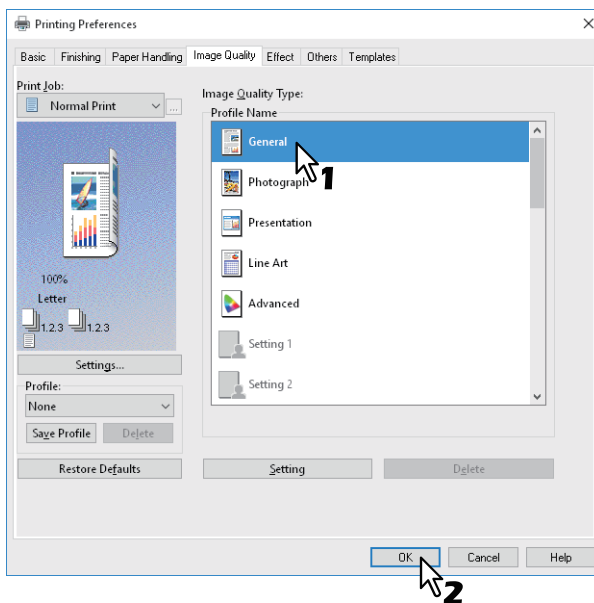 Printing Preferences
Basic Finishing Paper Handling Image Quality Effect Others Templates
Print Job:
Normal Print ...
100%
Letter
1.2.3 1.2.3
Settings...
Profile:
None
Save Profile Delete
Restore Defaults
Image Quality Type:
Profile Name
General
1
Photograph
Presentation
Line Art
Advanced
Setting 1
Setting 2
Setting Delete
OK Cancel Help
2